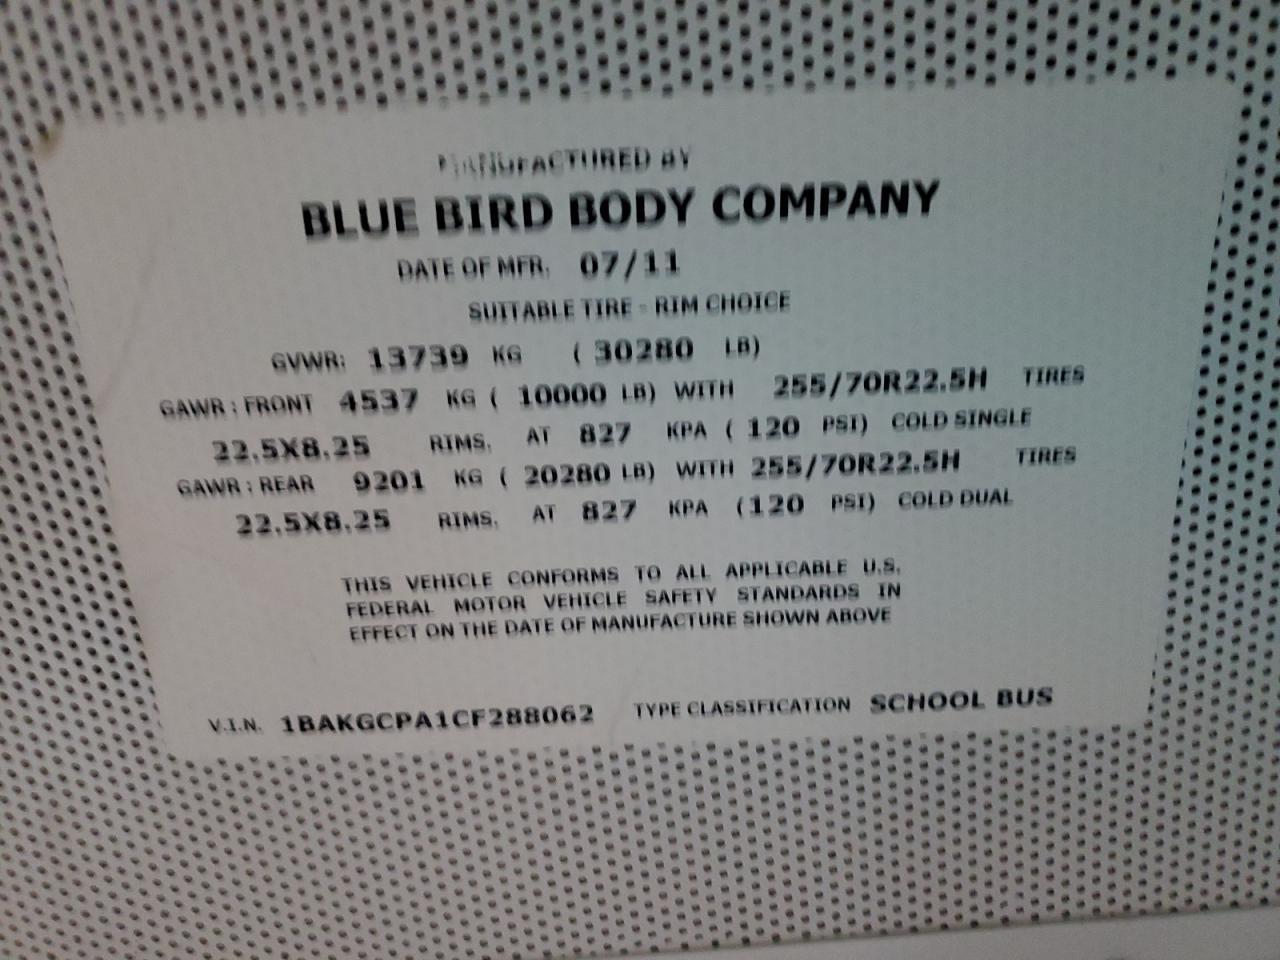 MANUFACTURED BY
BLUE BIRD BODY COMPANY
DATE OF MFR. 07/11
SUITABLE TIRE - RIM CHOICE
GVWR: 13739 KG ( 30280 LB)
GAWR : FRONT 4537 KG ( 10000 LB) WITH 255/70R22.5H TIRES
22.5X8.25 RIMS, AT 827 KPA ( 120 PSI) COLD SINGLE
GAWR : REAR 9201 KG ( 20280 LB) WITH 255/70R22.5H TIRES
22.5X8.25 RIMS, AT 827 KPA (120 PSI) COLD DUAL
THIS VEHICLE CONFORMS TO ALL APPLICABLE U.S.
FEDERAL MOTOR VEHICLE SAFETY STANDARDS IN
EFFECT ON THE DATE OF MANUFACTURE SHOWN ABOVE
V.I.N. 1BAKGCPA1CF288062 TYPE CLASSIFICATION SCHOOL BUS